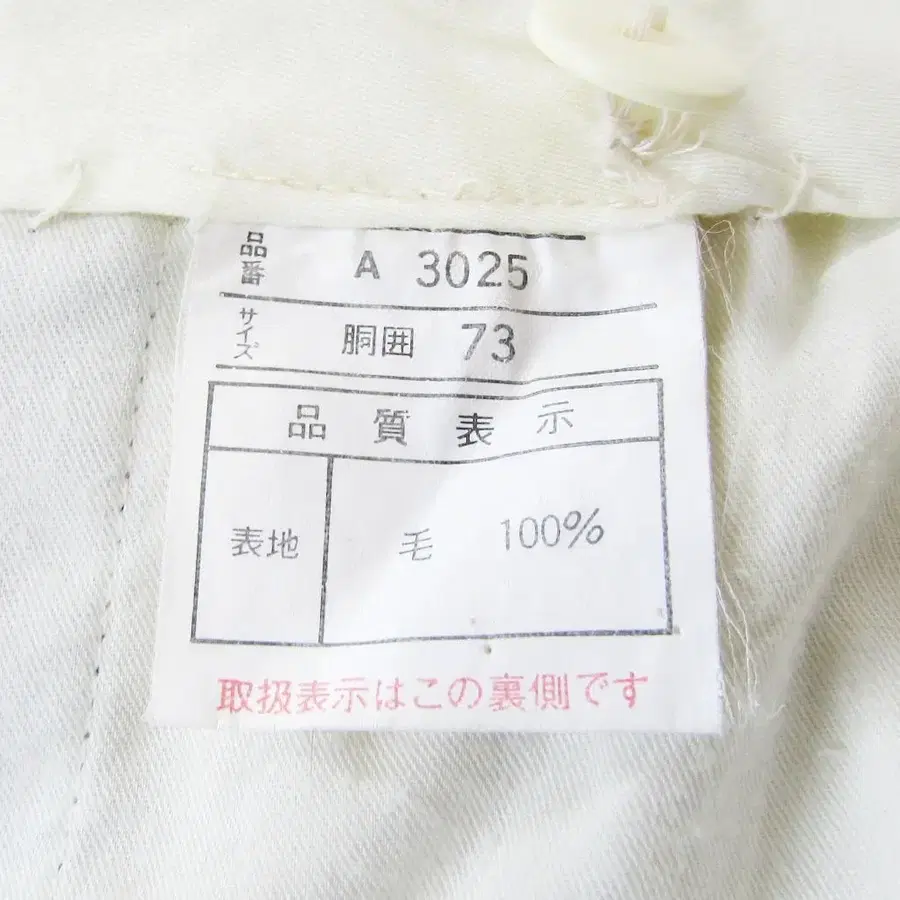 品番 A 3025
サイズ 胴囲 73
品質表示
表地 毛 100%
取扱表示はこの裏側です